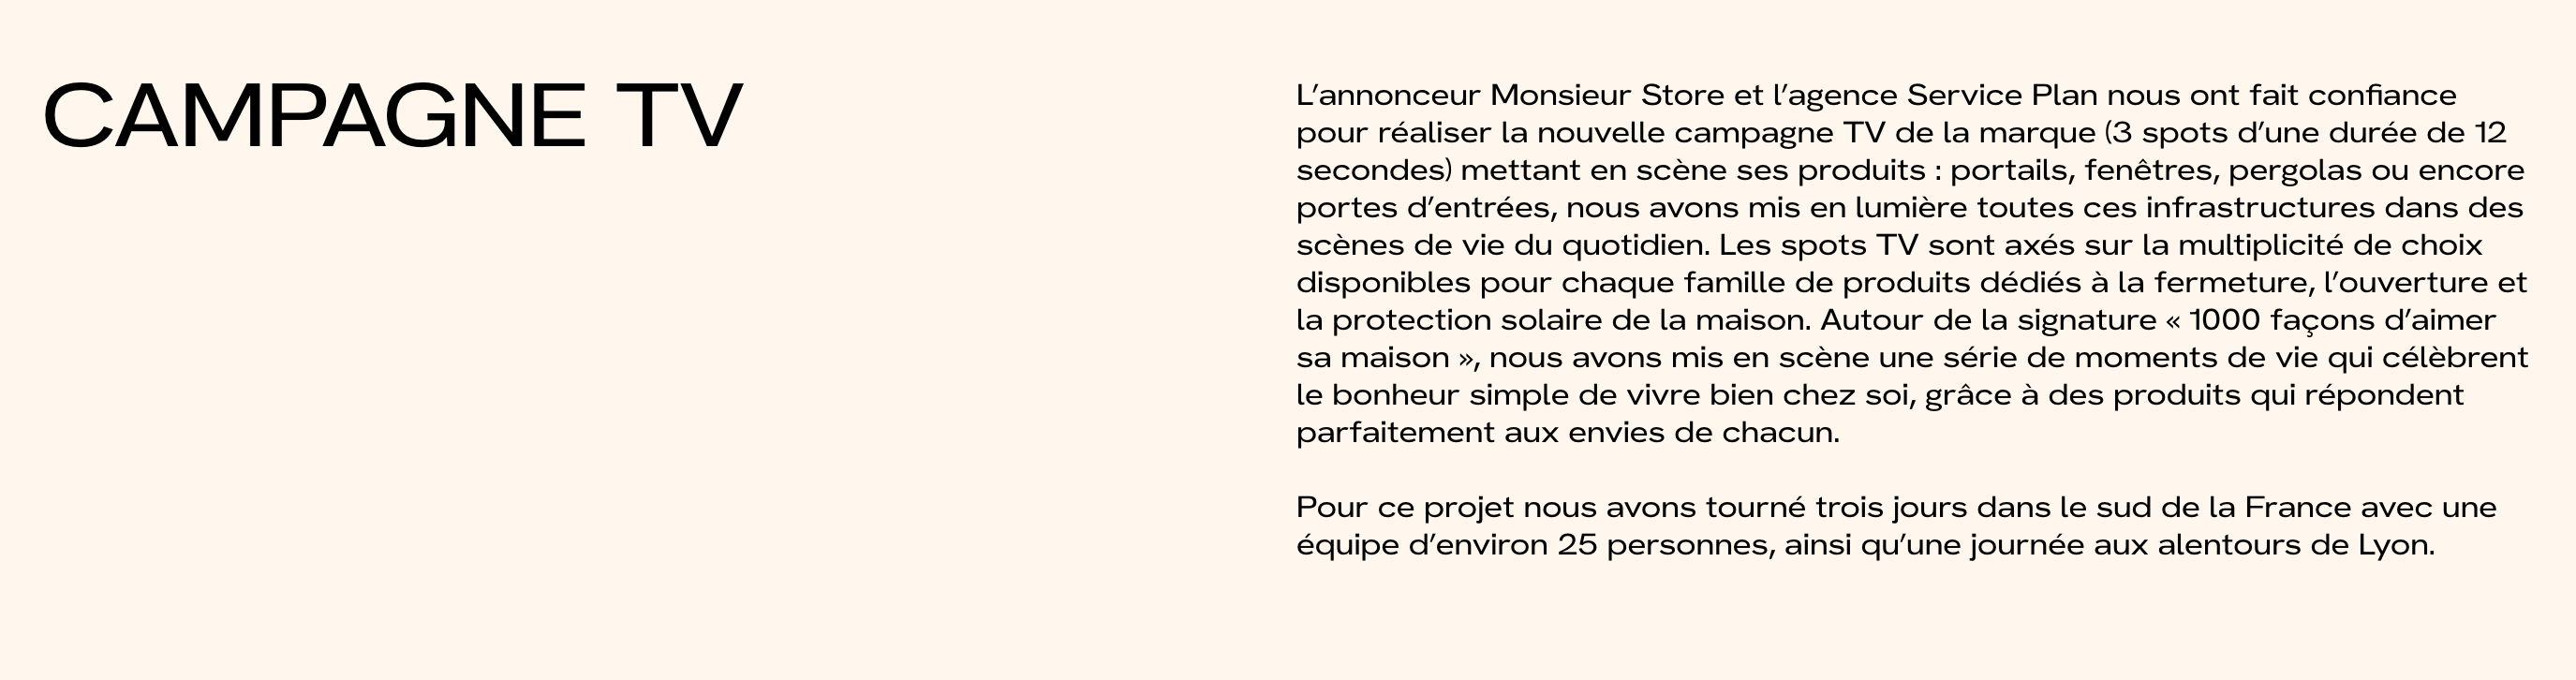 CAMPAGNE TV
L’annonceur Monsieur Store et l’agence Service Plan nous ont fait confiance
pour réaliser la nouvelle campagne TV de la marque (3 spots d’une durée de 12
secondes) mettant en scène ses produits : portails, fenêtres, pergolas ou encore
portes d’entrées, nous avons mis en lumière toutes ces infrastructures dans des
scènes de vie du quotidien. Les spots TV sont axés sur la multiplicité de choix
disponibles pour chaque famille de produits dédiés à la fermeture, l’ouverture et
la protection solaire de la maison. Autour de la signature « 1000 façons d’aimer
sa maison », nous avons mis en scène une série de moments de vie qui célèbrent
le bonheur simple de vivre bien chez soi, grâce à des produits qui répondent
parfaitement aux envies de chacun.
Pour ce projet nous avons tourné trois jours dans le sud de la France avec une
équipe d’environ 25 personnes, ainsi qu’une journée aux alentours de Lyon.